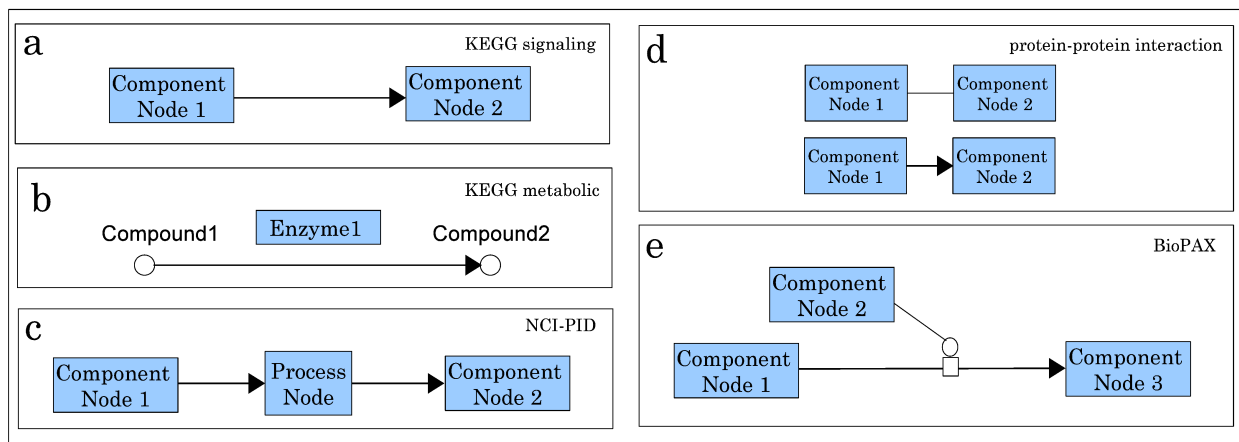 a
KEGG signaling
Component
Node 1
Component
Node 2
b
KEGG metabolic
Compound1
Enzyme1
Compound2
c
NCI-PID
Component
Node 1
Process
Node
Component
Node 2
d
protein-protein interaction
Component
Node 1
Component
Node 2
Component
Node 1
Component
Node 2
e
BioPAX
Component
Node 2
Component
Node 1
Component
Node 3